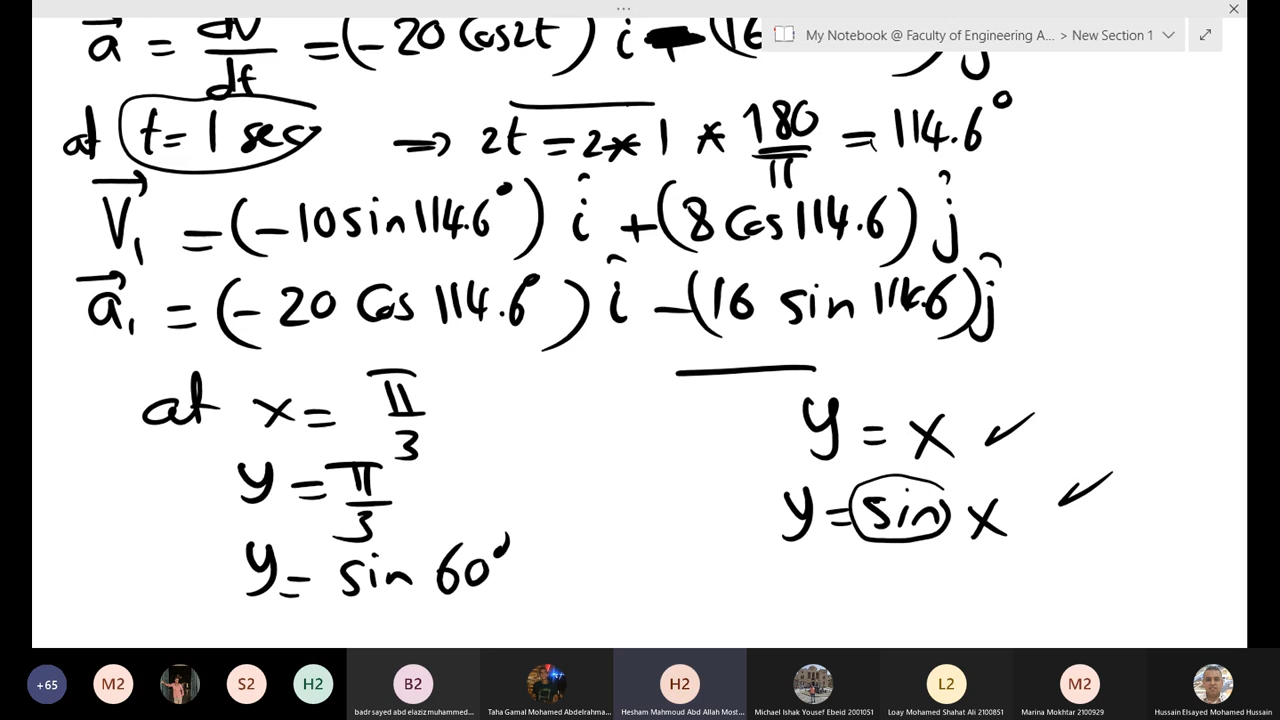 My Notebook @ Faculty of Engineering A... > New Section 1
a = dv/dt = (-20 Cos2t) i - (16 ) j
at t = 1 sec => 2t = 2*1 * 180/π = 114.6°
V₁ = (-10 sin 114.6°) i + (8 Cos 114.6) j
a₁ = (-20 Cos 114.6°) i - (16 sin 114.6) j
at x = π/3
y = x ✓
y = π/3
y = sin x ✓
y = sin 60°
+65
M2
S2
H2
B2
H2
L2
M2
badr sayed abd elaziz muhammed...
Taha Gamal Mohamed Abdelrahma...
Hesham Mahmoud Abd Allah Most...
Michael Ishak Yousef Ebeid 2001051
Loay Mohamed Shahat Ali 2100851
Marina Mokhtar 2100929
Hussain Elsayed Mohamed Hussain